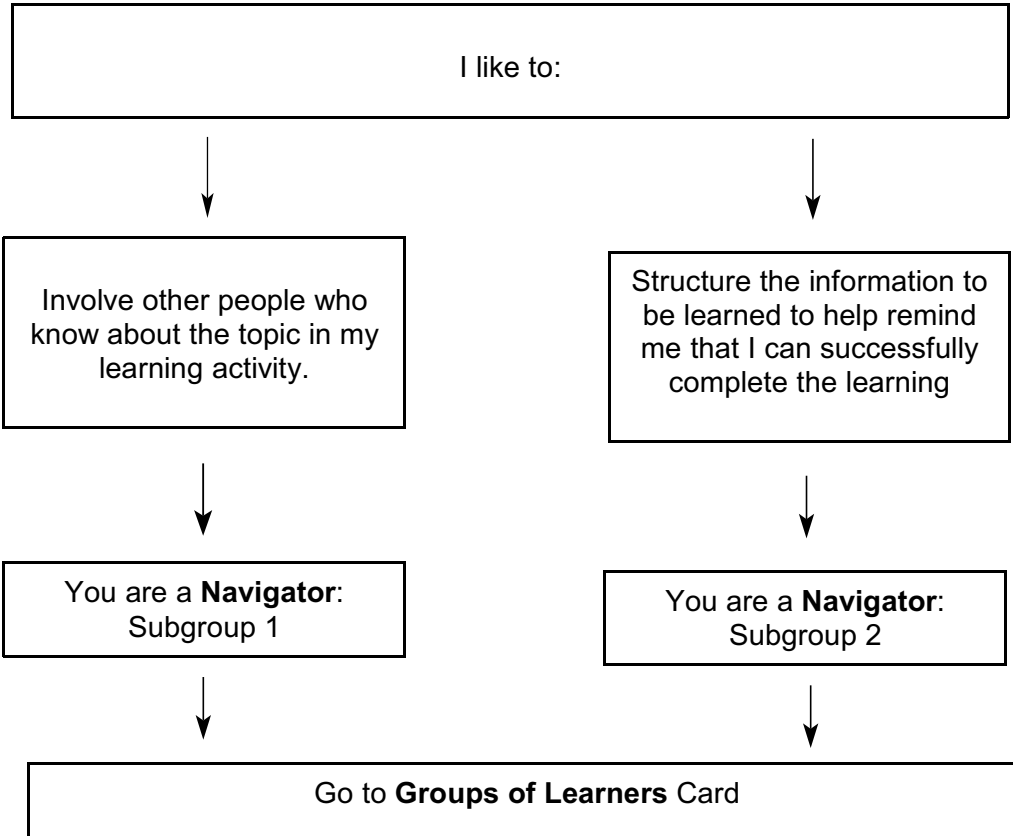 I like to:
Involve other people who
know about the topic in my
learning activity.
Structure the information to
be learned to help remind
me that I can successfully
complete the learning
You are a Navigator:
Subgroup 1
You are a Navigator:
Subgroup 2
Go to Groups of Learners Card